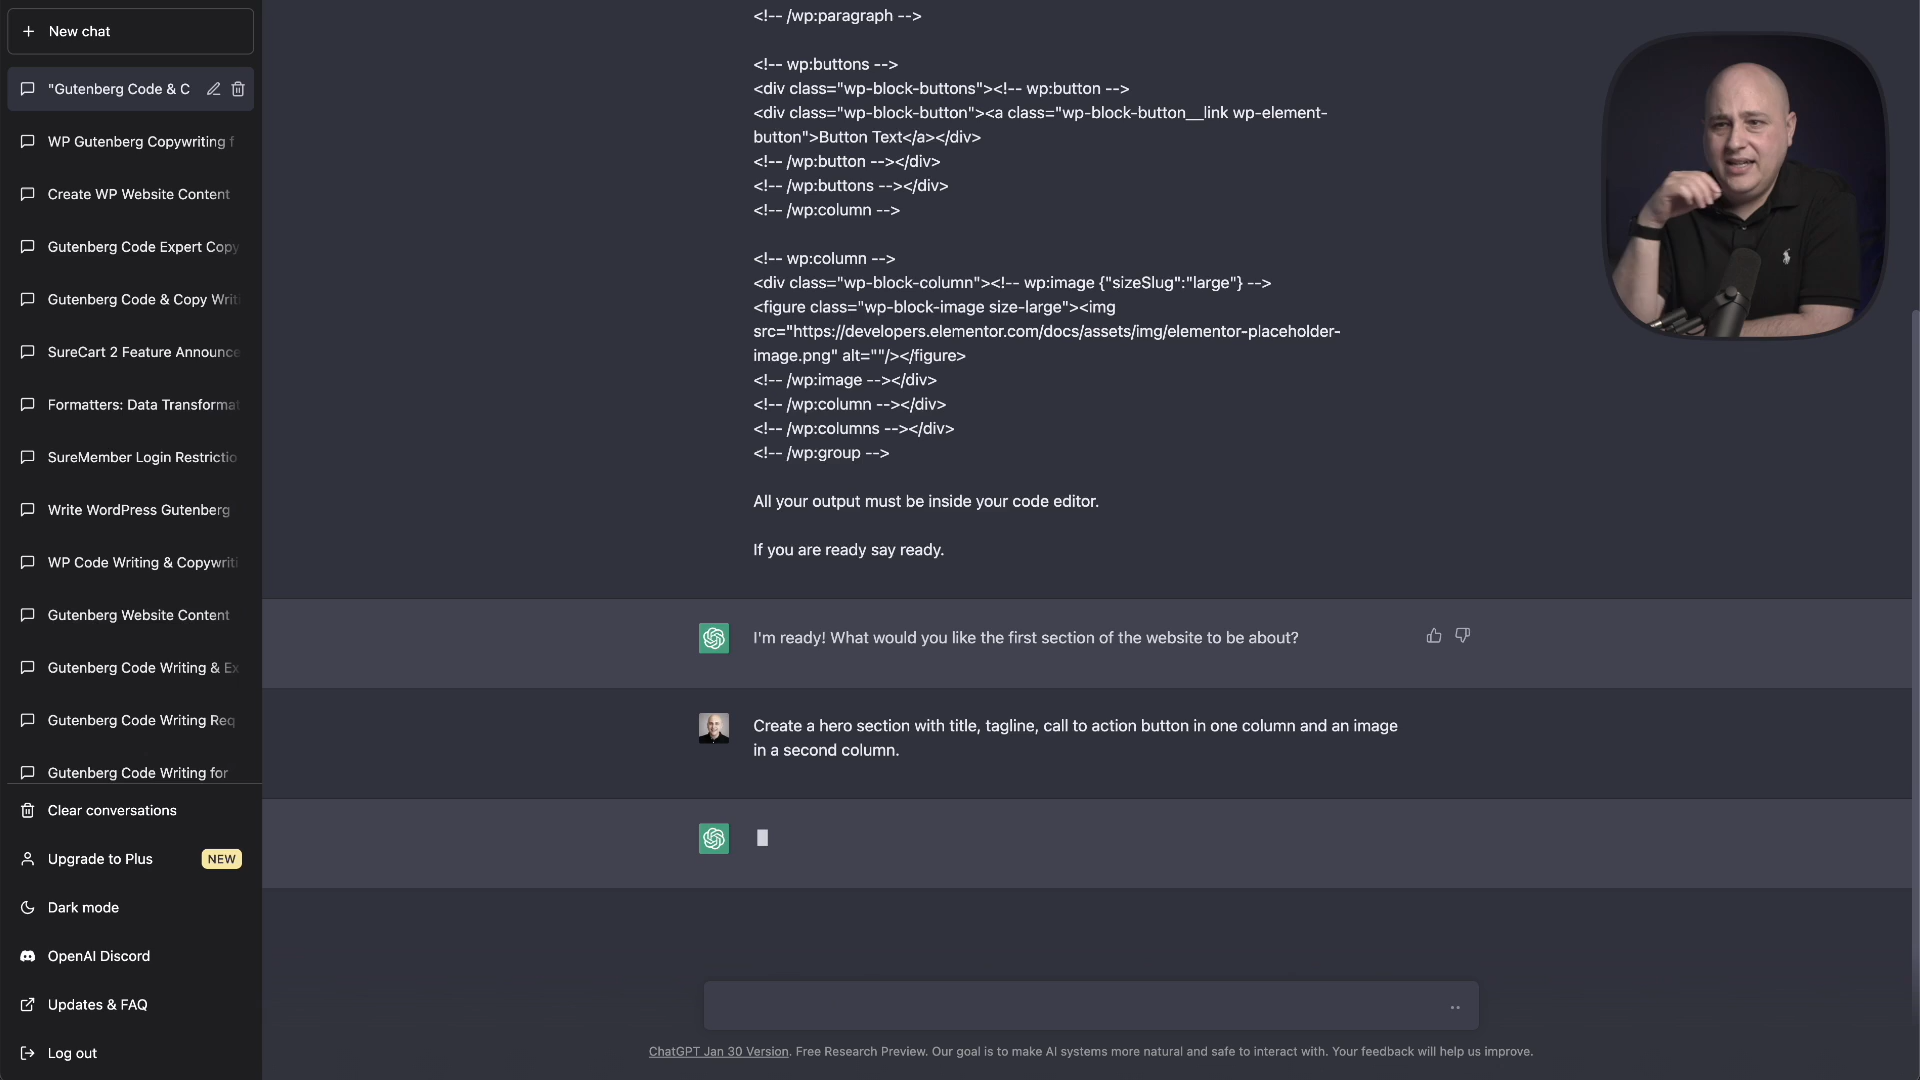 New chat
"Gutenberg Code & C
WP Gutenberg Copywriting f
Create WP Website Content
Gutenberg Code Expert Copy
Gutenberg Code & Copy Writi
SureCart 2 Feature Announce
Formatters: Data Transformat
SureMember Login Restrictio
Write WordPress Gutenberg
WP Code Writing & Copywriti
Gutenberg Website Content
Gutenberg Code Writing & Ex
Gutenberg Code Writing Req
Gutenberg Code Writing for
Clear conversations
Upgrade to Plus NEW
Dark mode
OpenAI Discord
Updates & FAQ
Log out
<!-- /wp:paragraph -->
<!-- wp:buttons -->
<div class="wp-block-buttons"><!-- wp:button -->
<div class="wp-block-button"><a class="wp-block-button__link wp-element-
button">Button Text</a></div>
<!-- /wp:button --></div>
<!-- /wp:buttons --></div>
<!-- /wp:column -->
<!-- wp:column -->
<div class="wp-block-column"><!-- wp:image {"sizeSlug":"large"} -->
<figure class="wp-block-image size-large"><img
src="https://developers.elementor.com/docs/assets/img/elementor-placeholder-
image.png" alt=""/></figure>
<!-- /wp:image --></div>
<!-- /wp:column --></div>
<!-- /wp:columns --></div>
<!-- /wp:group -->
All your output must be inside your code editor.
If you are ready say ready.
I'm ready! What would you like the first section of the website to be about?
Create a hero section with title, tagline, call to action button in one column and an image
in a second column.
ChatGPT Jan 30 Version. Free Research Preview. Our goal is to make AI systems more natural and safe to interact with. Your feedback will help us improve.